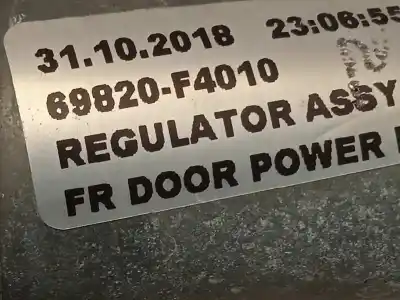 31.10.2018 23:06:55
69820-F4010
REGULATOR ASSY
FR DOOR POWER